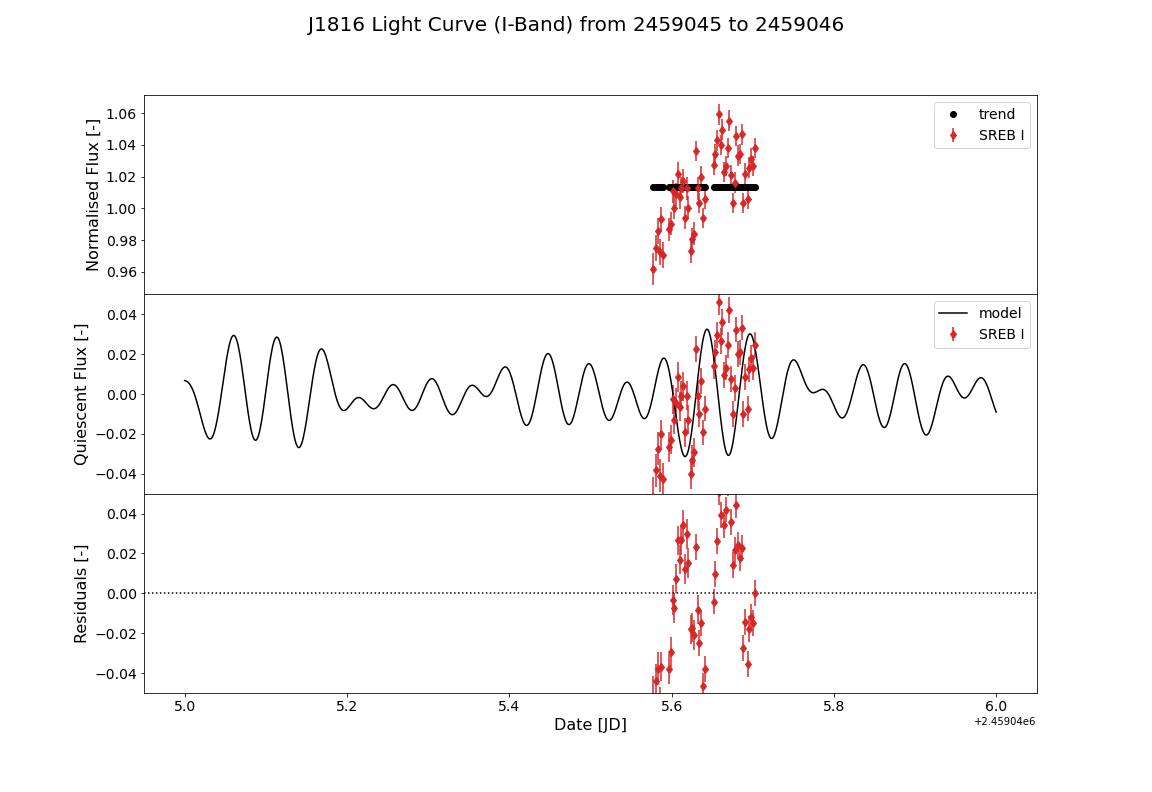 J1816 Light Curve (I-Band) from 2459045 to 2459046
Normalised Flux [-]
1.06
1.04
1.02
1.00
0.98
0.96
trend
SREB I
Quiescent Flux [-]
0.04
0.02
0.00
−0.02
−0.04
model
SREB I
Residuals [-]
0.04
0.02
0.00
−0.02
−0.04
5.0 5.2 5.4 5.6 5.8 6.0
Date [JD]
+2.45904e6